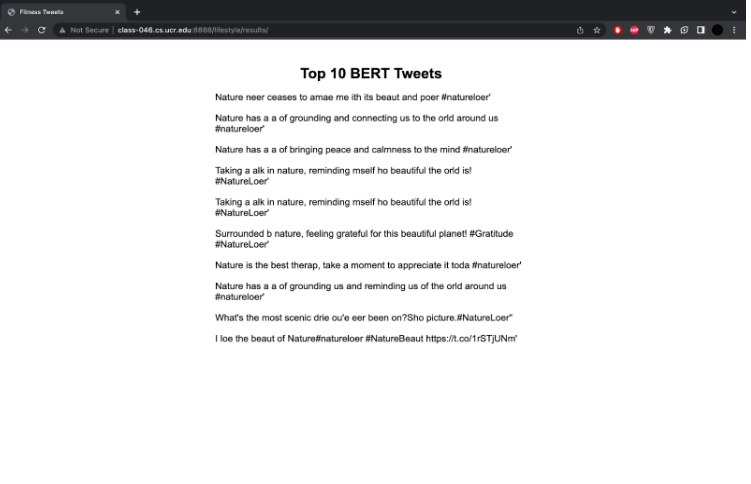 Fitness Tweets
Not Secure | class-046.cs.ucr.edu:8888/lifestyle/results/
Top 10 BERT Tweets
Nature neer ceases to amae me ith its beaut and poer #natureloer'
Nature has a a of grounding and connecting us to the orld around us
#natureloer'
Nature has a a of bringing peace and calmness to the mind #natureloer'
Taking a alk in nature, reminding mself ho beautiful the orld is!
#NatureLoer'
Taking a alk in nature, reminding mself ho beautiful the orld is!
#NatureLoer'
Surrounded b nature, feeling grateful for this beautiful planet! #Gratitude
#NatureLoer'
Nature is the best therap, take a moment to appreciate it toda #natureloer'
Nature has a a of grounding us and reminding us of the orld around us
#natureloer'
What's the most scenic drie ou'e eer been on?Sho picture.#NatureLoer"
I loe the beaut of Nature#natureloer #NatureBeaut https://t.co/1rSTjUNm'